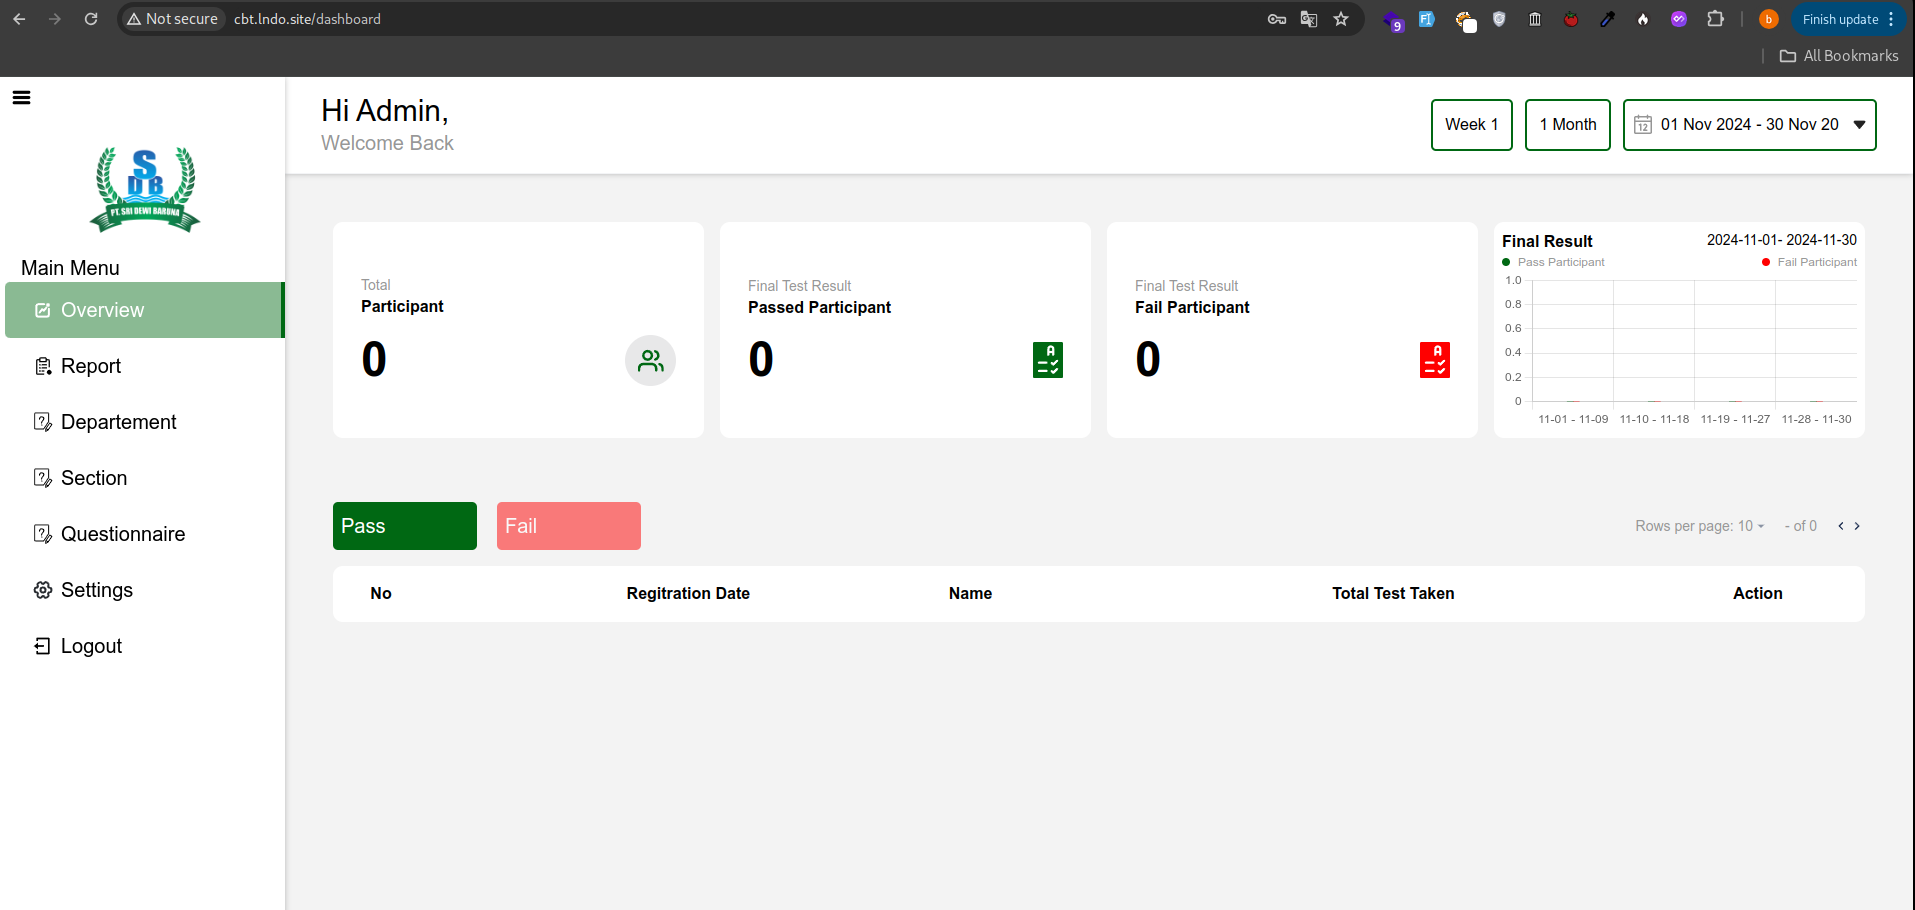 Not secure cbt.lndo.site/dashboard
9
b
Finish update
All Bookmarks
Hi Admin,
Welcome Back
Week 1
1 Month
12
01 Nov 2024 - 30 Nov 20
S
D B
PT. SRI DEWI BARUNA
Main Menu
Overview
Report
Departement
Section
Questionnaire
Settings
Logout
Total
Participant
0
Final Test Result
Passed Participant
0
A
Final Test Result
Fail Participant
0
A
Final Result
2024-11-01- 2024-11-30
Pass Participant
Fail Participant
1.0
0.8
0.6
0.4
0.2
0
11-01 - 11-09 11-10 - 11-18 11-19 - 11-27 11-28 - 11-30
Pass
Fail
Rows per page: 10 - of 0
No Regitration Date Name Total Test Taken Action